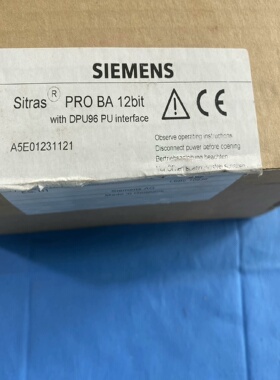 SIEMENS
Sitras® PRO BA 12bit
with DPU96 PU interface
A5E01231121
CE
Observe operating instructions
Disconnect power before opening
Betriebsanleitung beachten